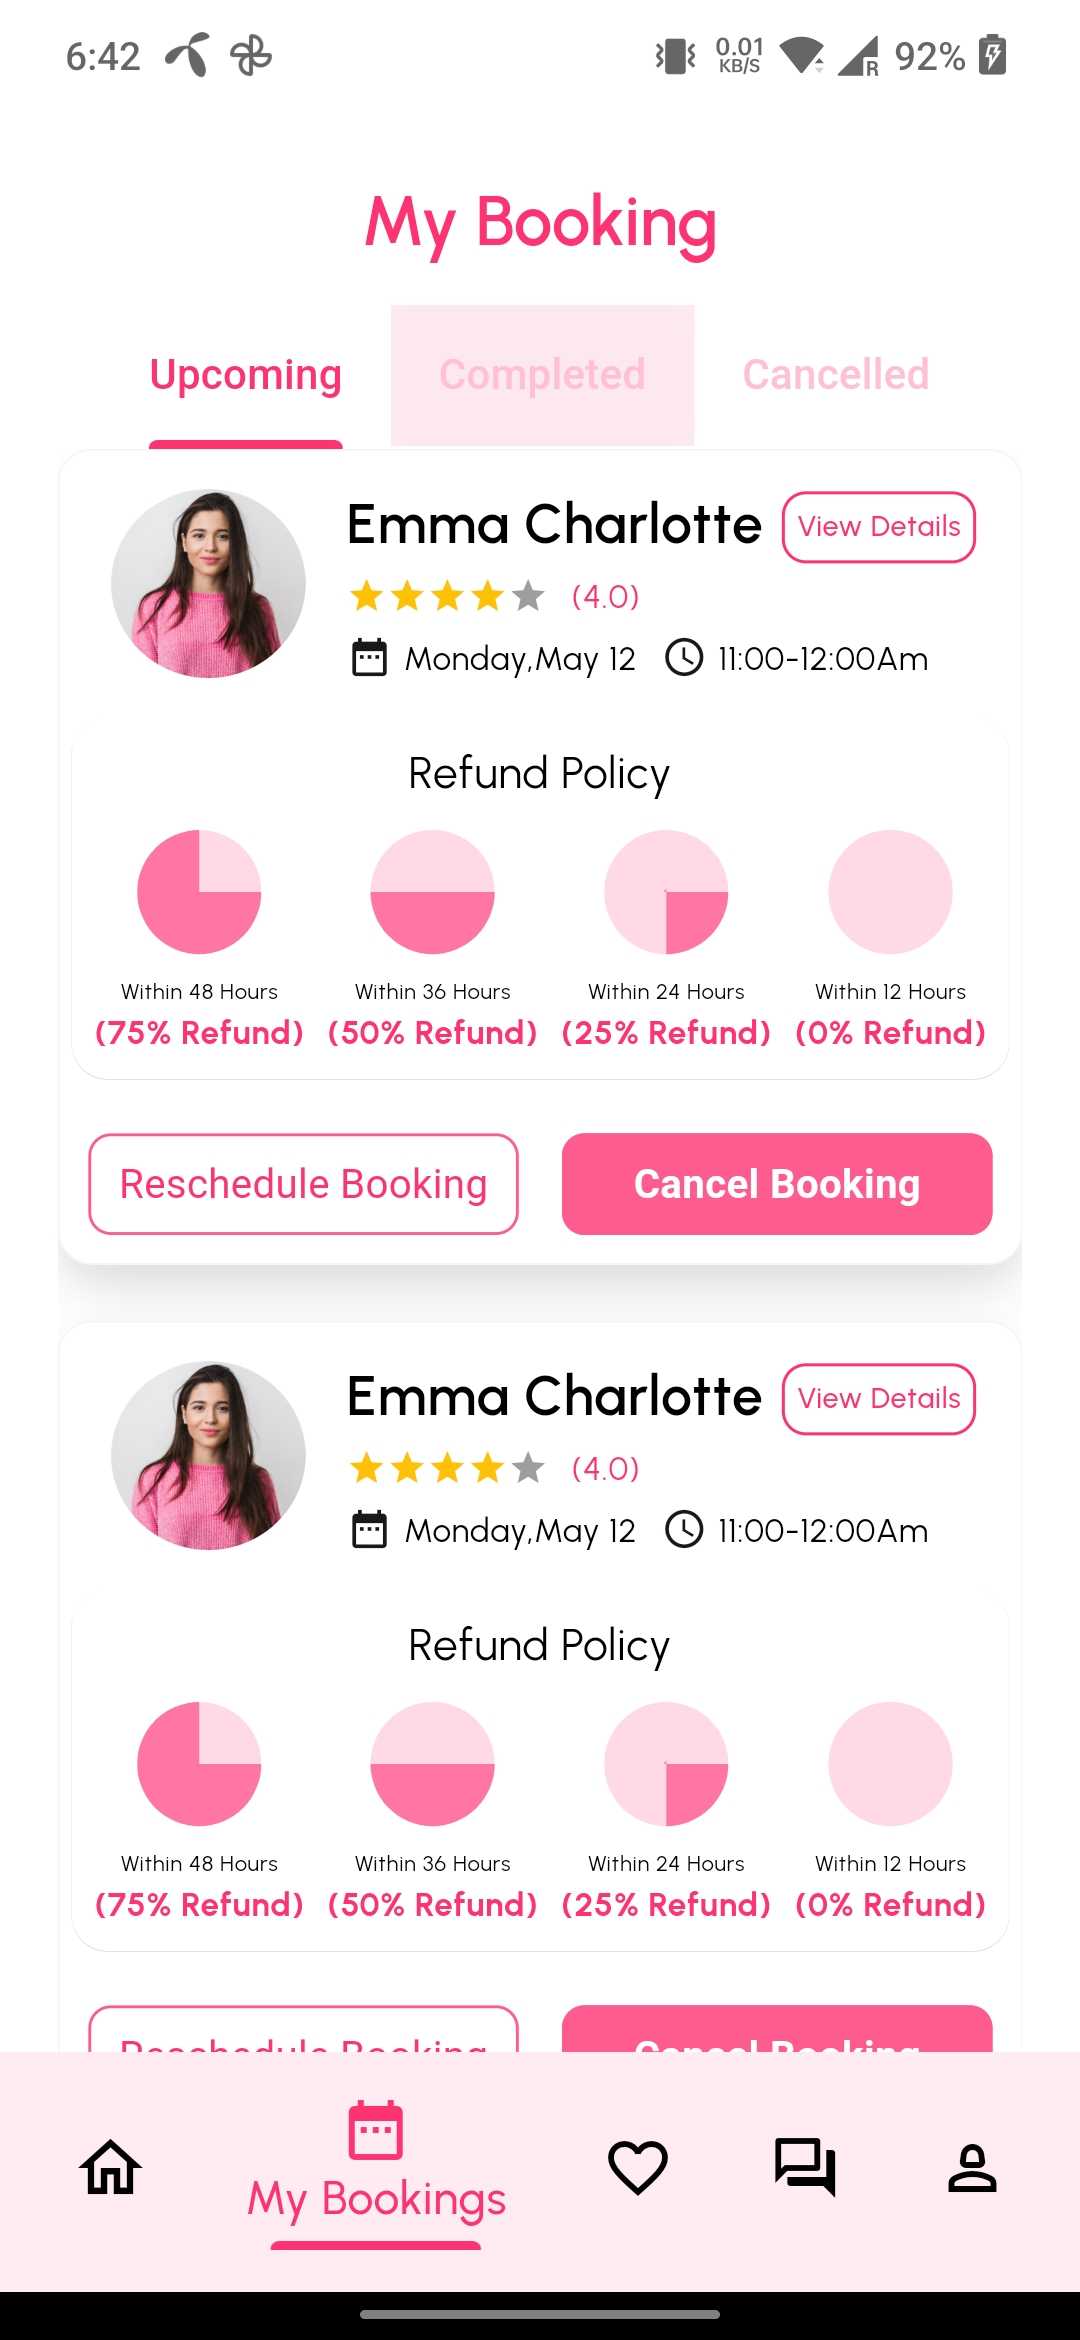 6:42 0.01 KB/S R 92%
My Booking
Upcoming Completed Cancelled
Emma Charlotte View Details
(4.0)
Monday,May 12 11:00-12:00Am
Refund Policy
Within 48 Hours Within 36 Hours Within 24 Hours Within 12 Hours
(75% Refund) (50% Refund) (25% Refund) (0% Refund)
Reschedule Booking Cancel Booking
Emma Charlotte View Details
(4.0)
Monday,May 12 11:00-12:00Am
Refund Policy
Within 48 Hours Within 36 Hours Within 24 Hours Within 12 Hours
(75% Refund) (50% Refund) (25% Refund) (0% Refund)
Reschedule Booking Cancel Booking
My Bookings